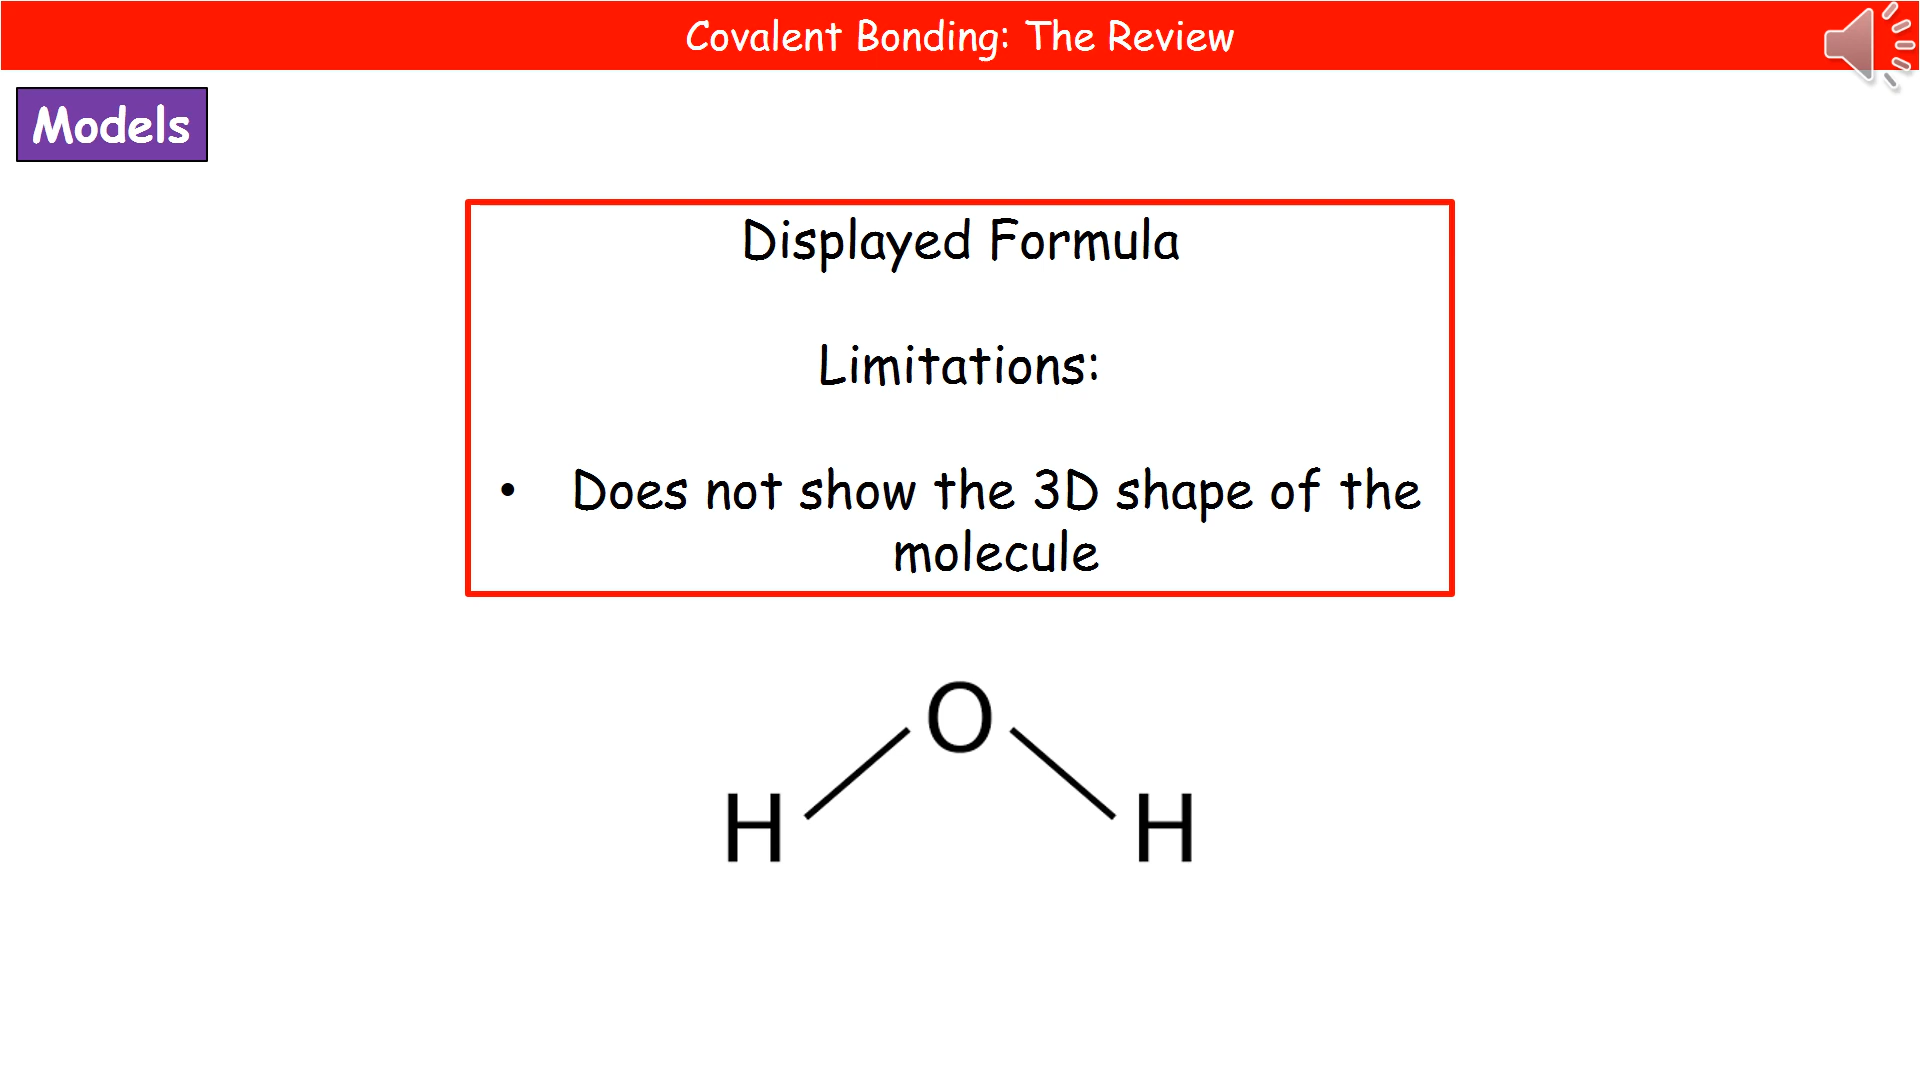 Covalent Bonding: The Review
Models
Displayed Formula
Limitations:
• Does not show the 3D shape of the
molecule
O
H H